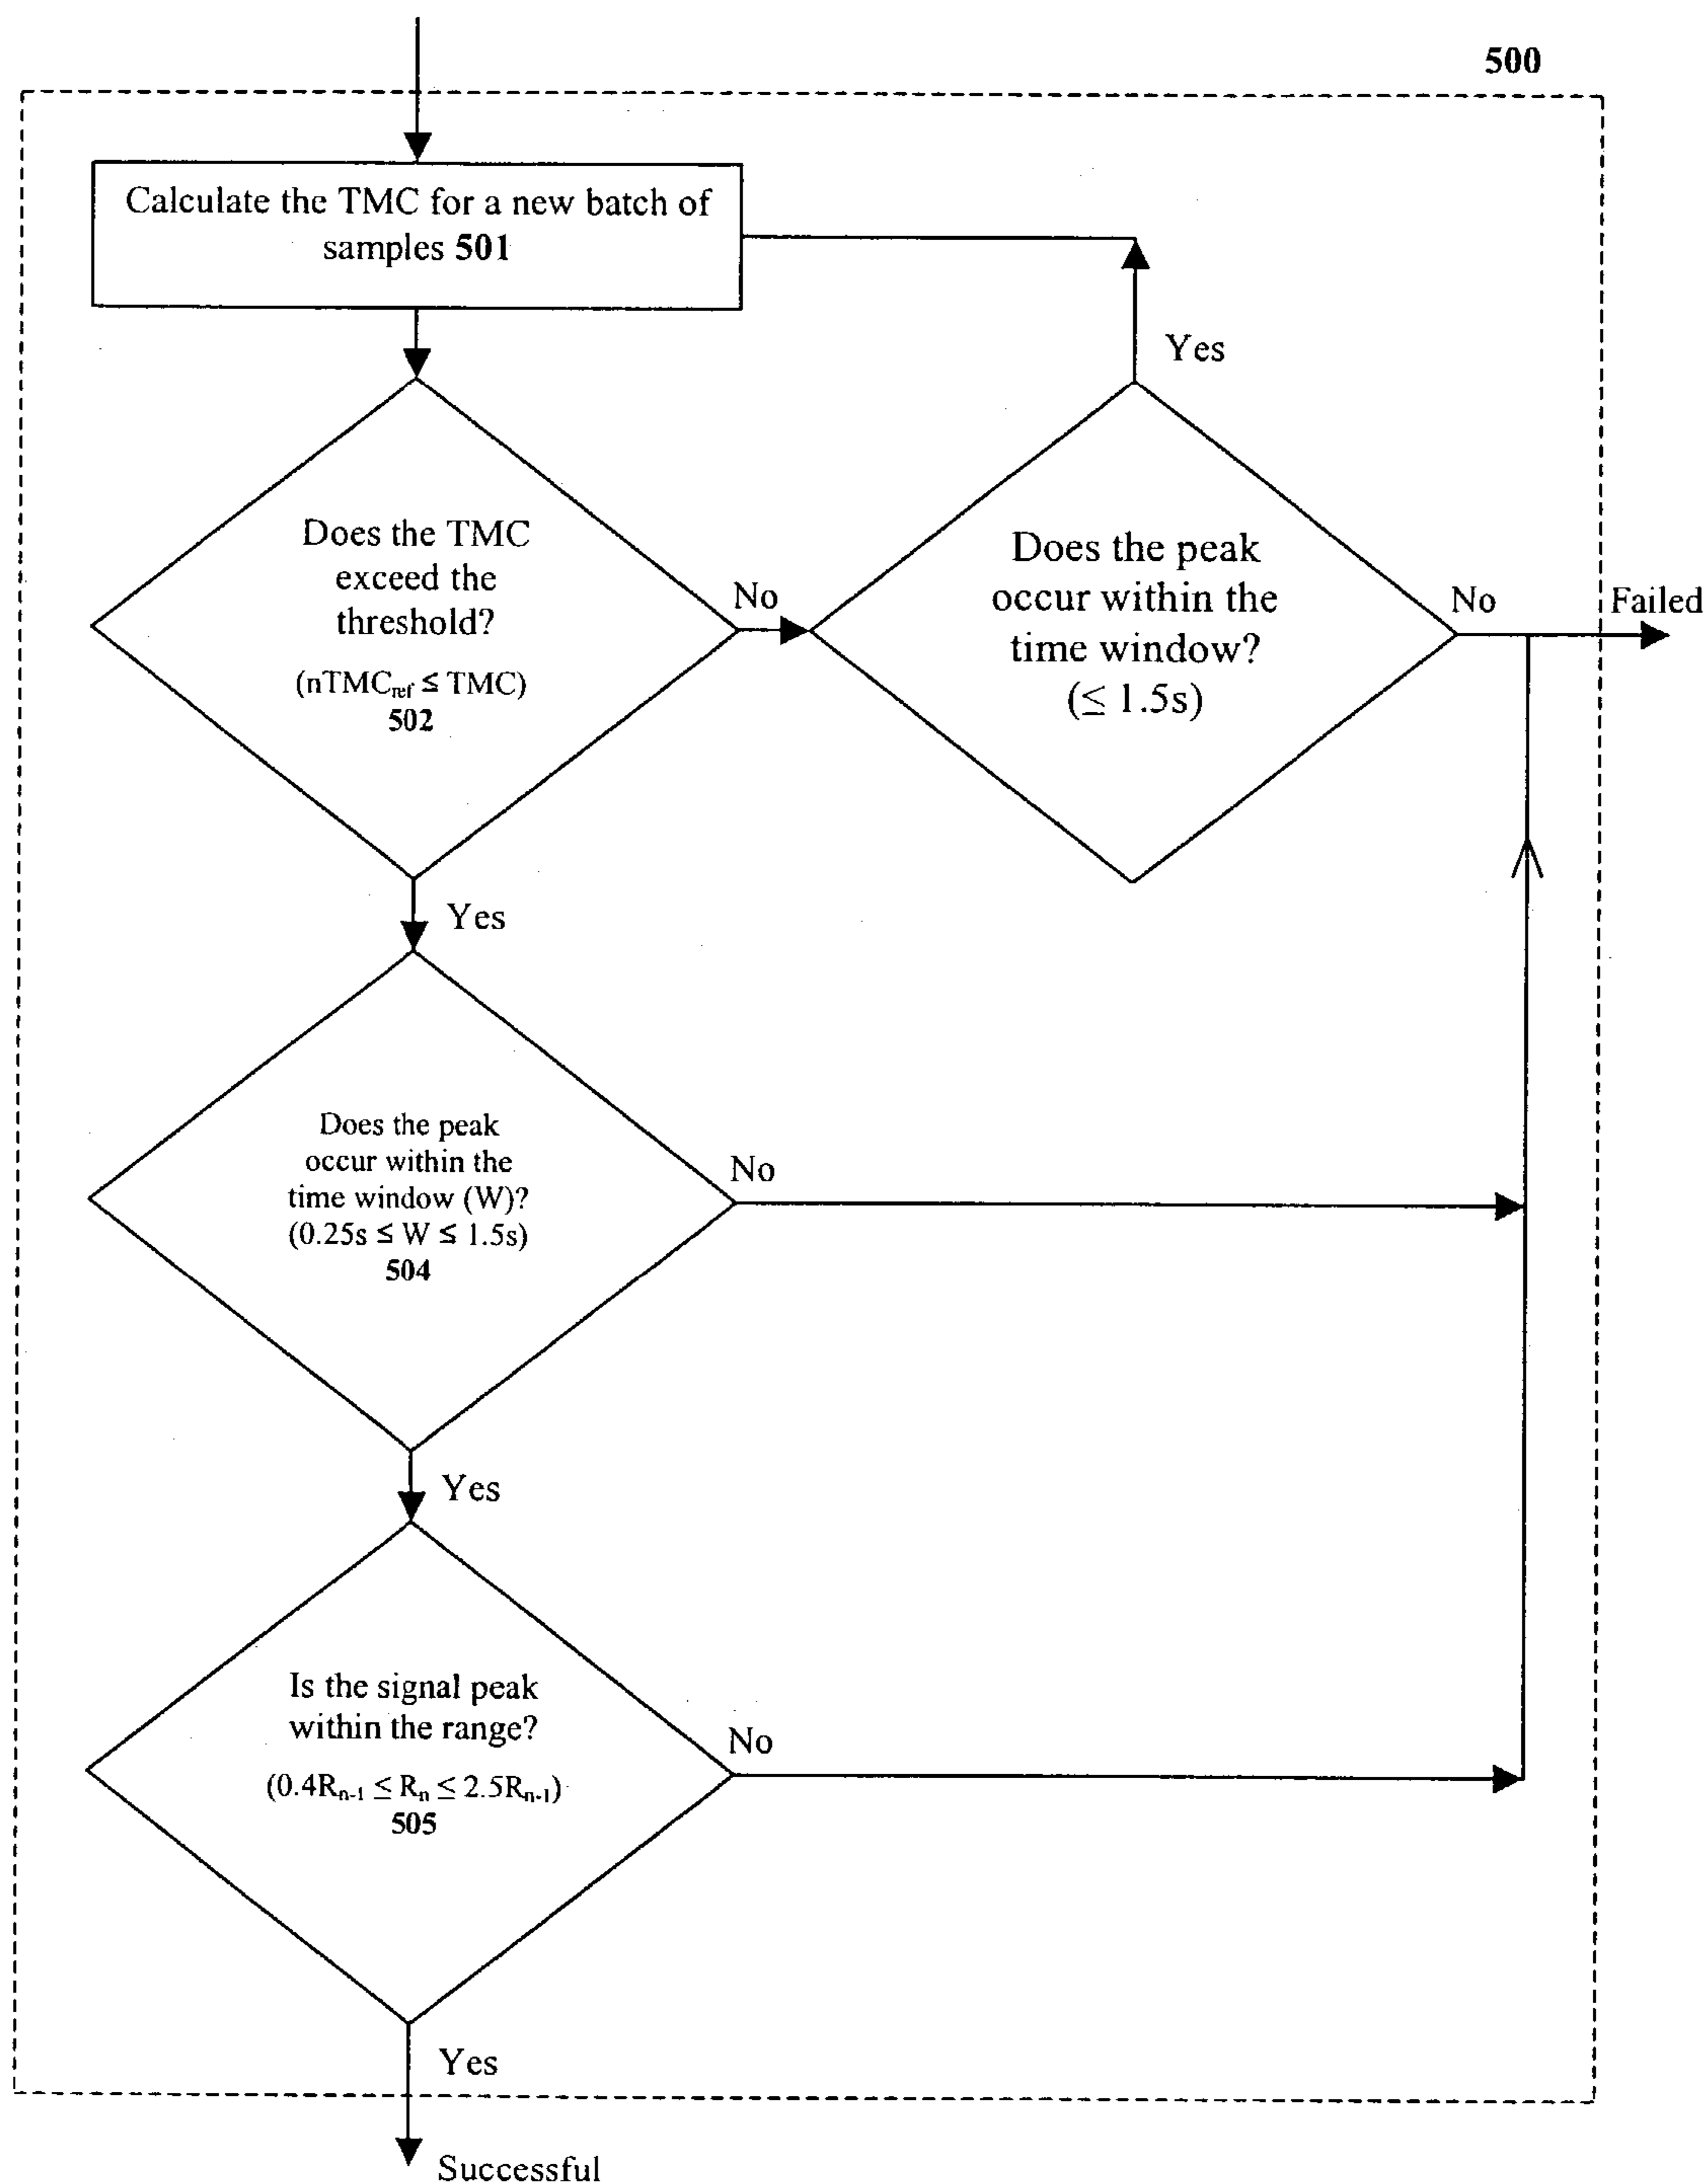 500
Calculate the TMC for a new batch of
samples 501
Yes
Does the TMC
exceed the
threshold?
(nTMCref ≤ TMC)
502
No
Does the peak
occur within the
time window?
(≤ 1.5s)
No
Failed
Yes
Does the peak
occur within the
time window (W)?
(0.25s ≤ W ≤ 1.5s)
504
No
Yes
Is the signal peak
within the range?
(0.4Rn-1 ≤ Rn ≤ 2.5Rn-1)
505
No
Yes
Successful